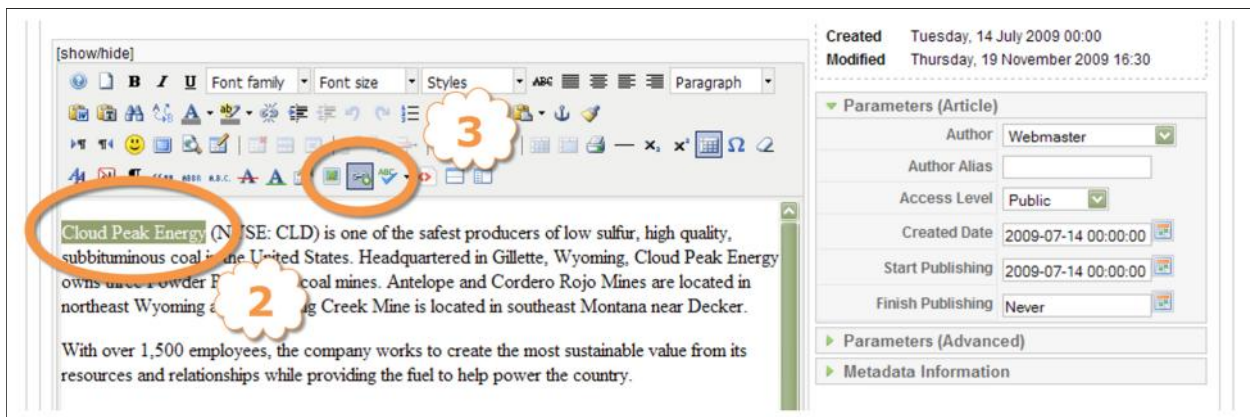 [show/hide]
B I U Font family Font size Styles ABC Paragraph
ABC
Cloud Peak Energy (NYSE: CLD) is one of the safest producers of low sulfur, high quality,
subbituminous coal in the United States. Headquartered in Gillette, Wyoming, Cloud Peak Energy
owns three Powder coal mines. Antelope and Cordero Rojo Mines are located in
northeast Wyoming Creek Mine is located in southeast Montana near Decker.
With over 1,500 employees, the company works to create the most sustainable value from its
resources and relationships while providing the fuel to help power the country.
2
3
Created Tuesday, 14 July 2009 00:00
Modified Thursday, 19 November 2009 16:30
Parameters (Article)
Author Webmaster
Author Alias
Access Level Public
Created Date 2009-07-14 00:00:00
Start Publishing 2009-07-14 00:00:00
Finish Publishing Never
Parameters (Advanced)
Metadata Information